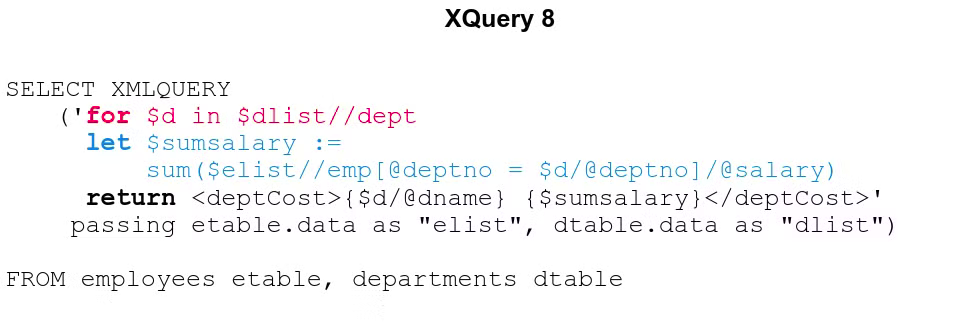 XQuery 8
SELECT XMLQUERY
('for $d in $dlist//dept
let $sumsalary :=
sum($elist//emp[@deptno = $d/@deptno]/@salary)
return <deptCost>{$d/@dname} {$sumsalary}</deptCost>'
passing etable.data as "elist", dtable.data as "dlist")
FROM employees etable, departments dtable